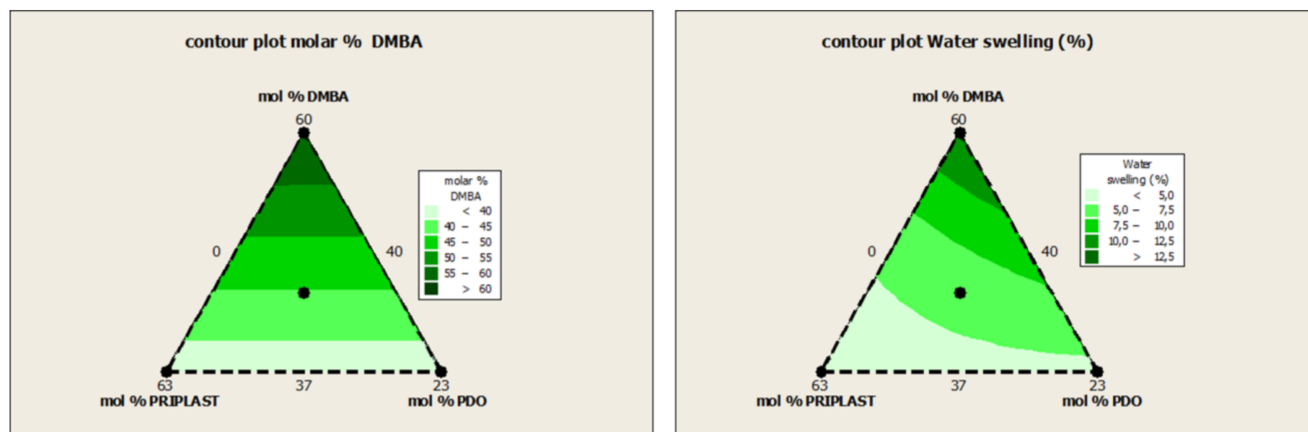 contour plot molar % DMBA
mol % DMBA
60
molar %
DMBA
< 40
40 – 45
45 – 50
50 – 55
55 – 60
> 60
0
40
63
37
23
mol % PRIPLAST
mol % PDO
contour plot Water swelling (%)
mol % DMBA
60
Water
swelling (%)
< 5,0
5,0 – 7,5
7,5 – 10,0
10,0 – 12,5
> 12,5
0
40
63
37
23
mol % PRIPLAST
mol % PDO